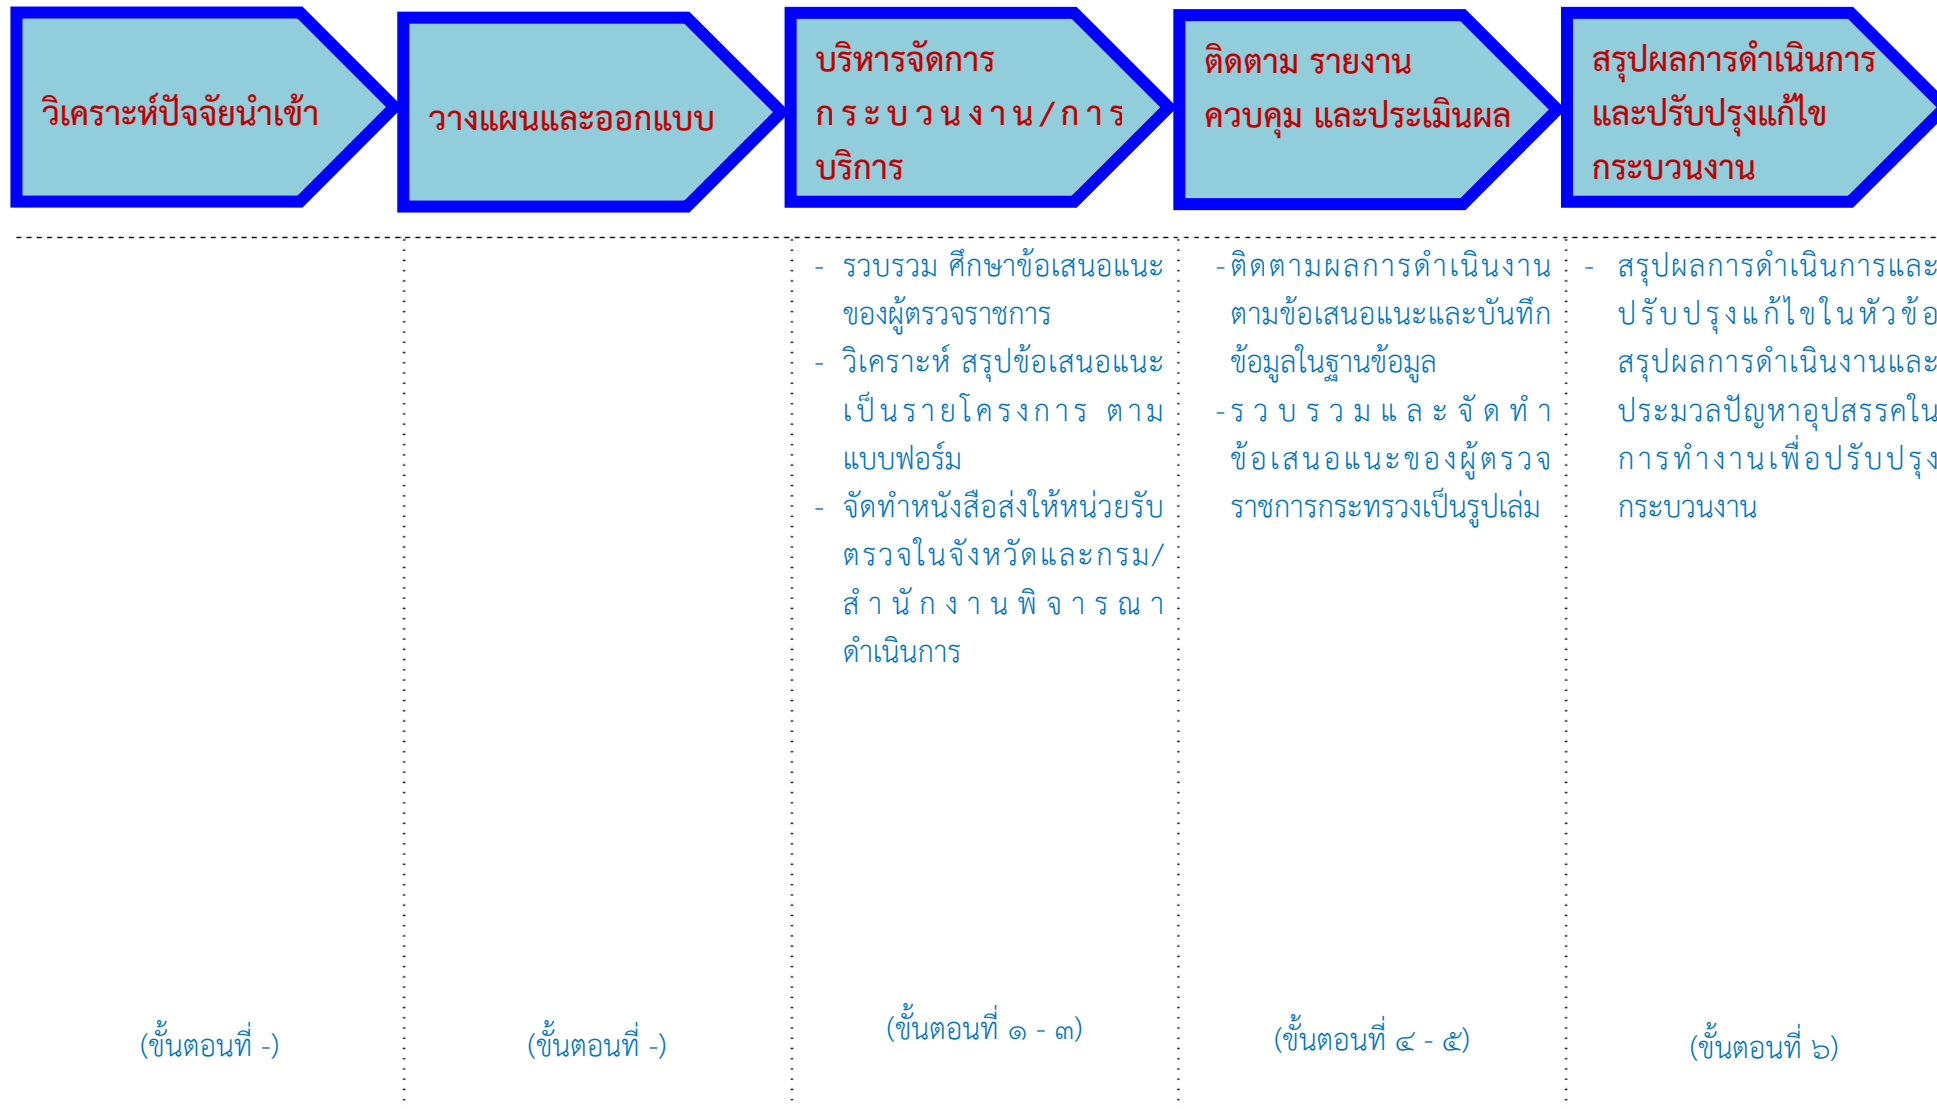 วิเคราะห์ปัจจัยนำเข้า
วางแผนและออกแบบ
บริหารจัดการ
กระบวนงาน/การ
บริการ
ติดตาม รายงาน
ควบคุม และประเมินผล
สรุปผลการดำเนินการ
และปรับปรุงแก้ไข
กระบวนงาน
- รวบรวม ศึกษาข้อเสนอแนะ
ของผู้ตรวจราชการ
- วิเคราะห์ สรุปข้อเสนอแนะ
เป็นรายโครงการ ตาม
แบบฟอร์ม
- จัดทำหนังสือส่งให้หน่วยรับ
ตรวจในจังหวัดและกรม/
สำนักงานพิจารณา
ดำเนินการ
-ติดตามผลการดำเนินงาน
ตามข้อเสนอแนะและบันทึก
ข้อมูลในฐานข้อมูล
-รวบรวมและจัดทำ
ข้อเสนอแนะของผู้ตรวจ
ราชการกระทรวงเป็นรูปเล่ม
- สรุปผลการดำเนินการและ
ปรับปรุงแก้ไขในหัวข้อ
สรุปผลการดำเนินงานและ
ประมวลปัญหาอุปสรรคใน
การทำงานเพื่อปรับปรุง
กระบวนงาน
(ขั้นตอนที่ -)
(ขั้นตอนที่ -)
(ขั้นตอนที่ ๑ - ๓)
(ขั้นตอนที่ ๔ - ๕)
(ขั้นตอนที่ ๖)